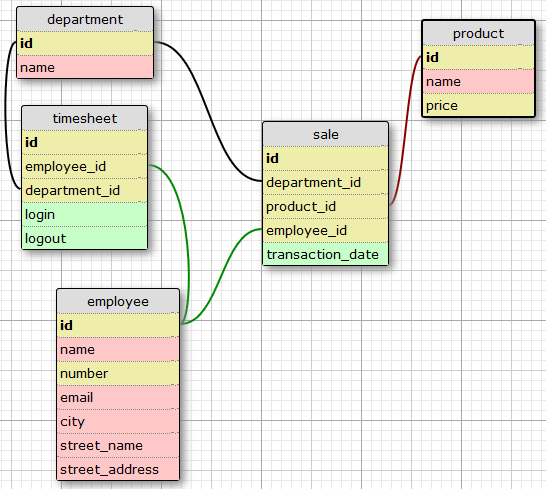 department
id
name
timesheet
id
employee_id
department_id
login
logout
employee
id
name
number
email
city
street_name
street_address
sale
id
department_id
product_id
employee_id
transaction_date
product
id
name
price